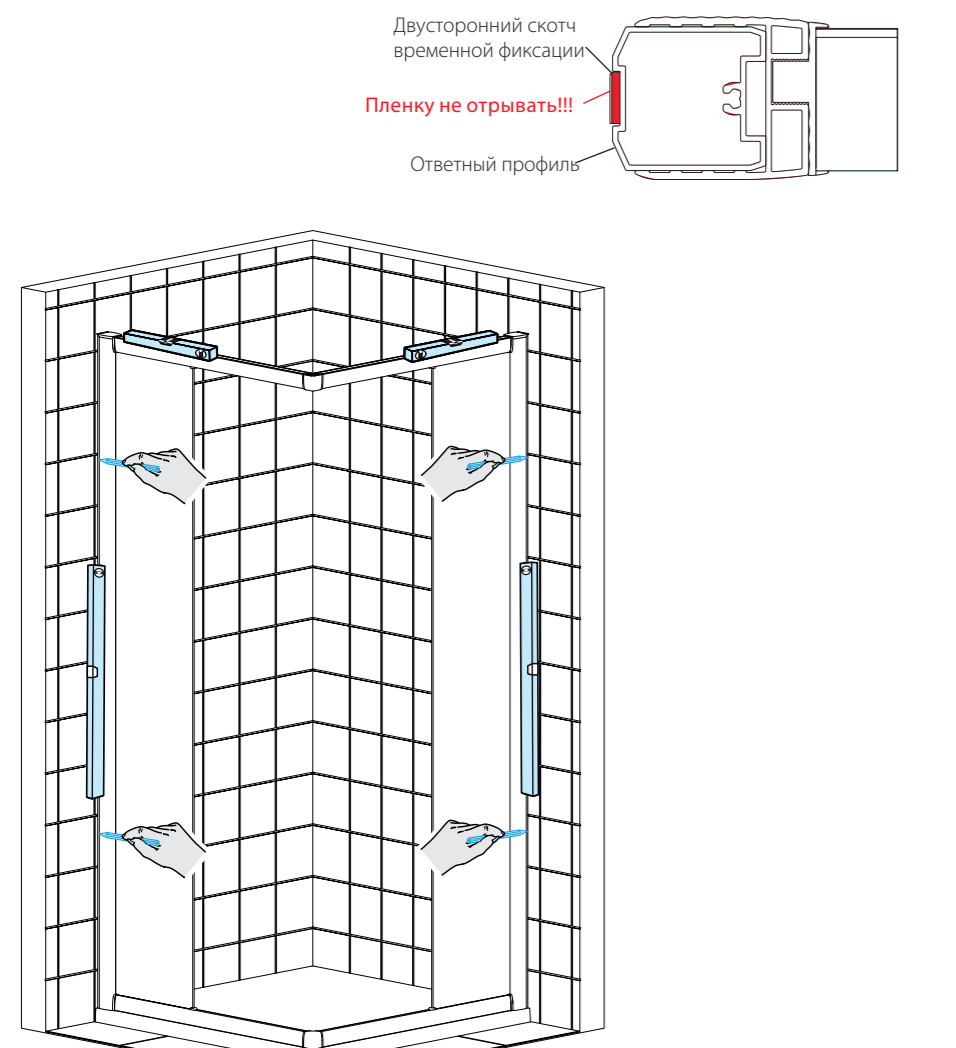 Двусторонний скотч
временной фиксации
Пленку не отрывать!!!
Ответный профиль